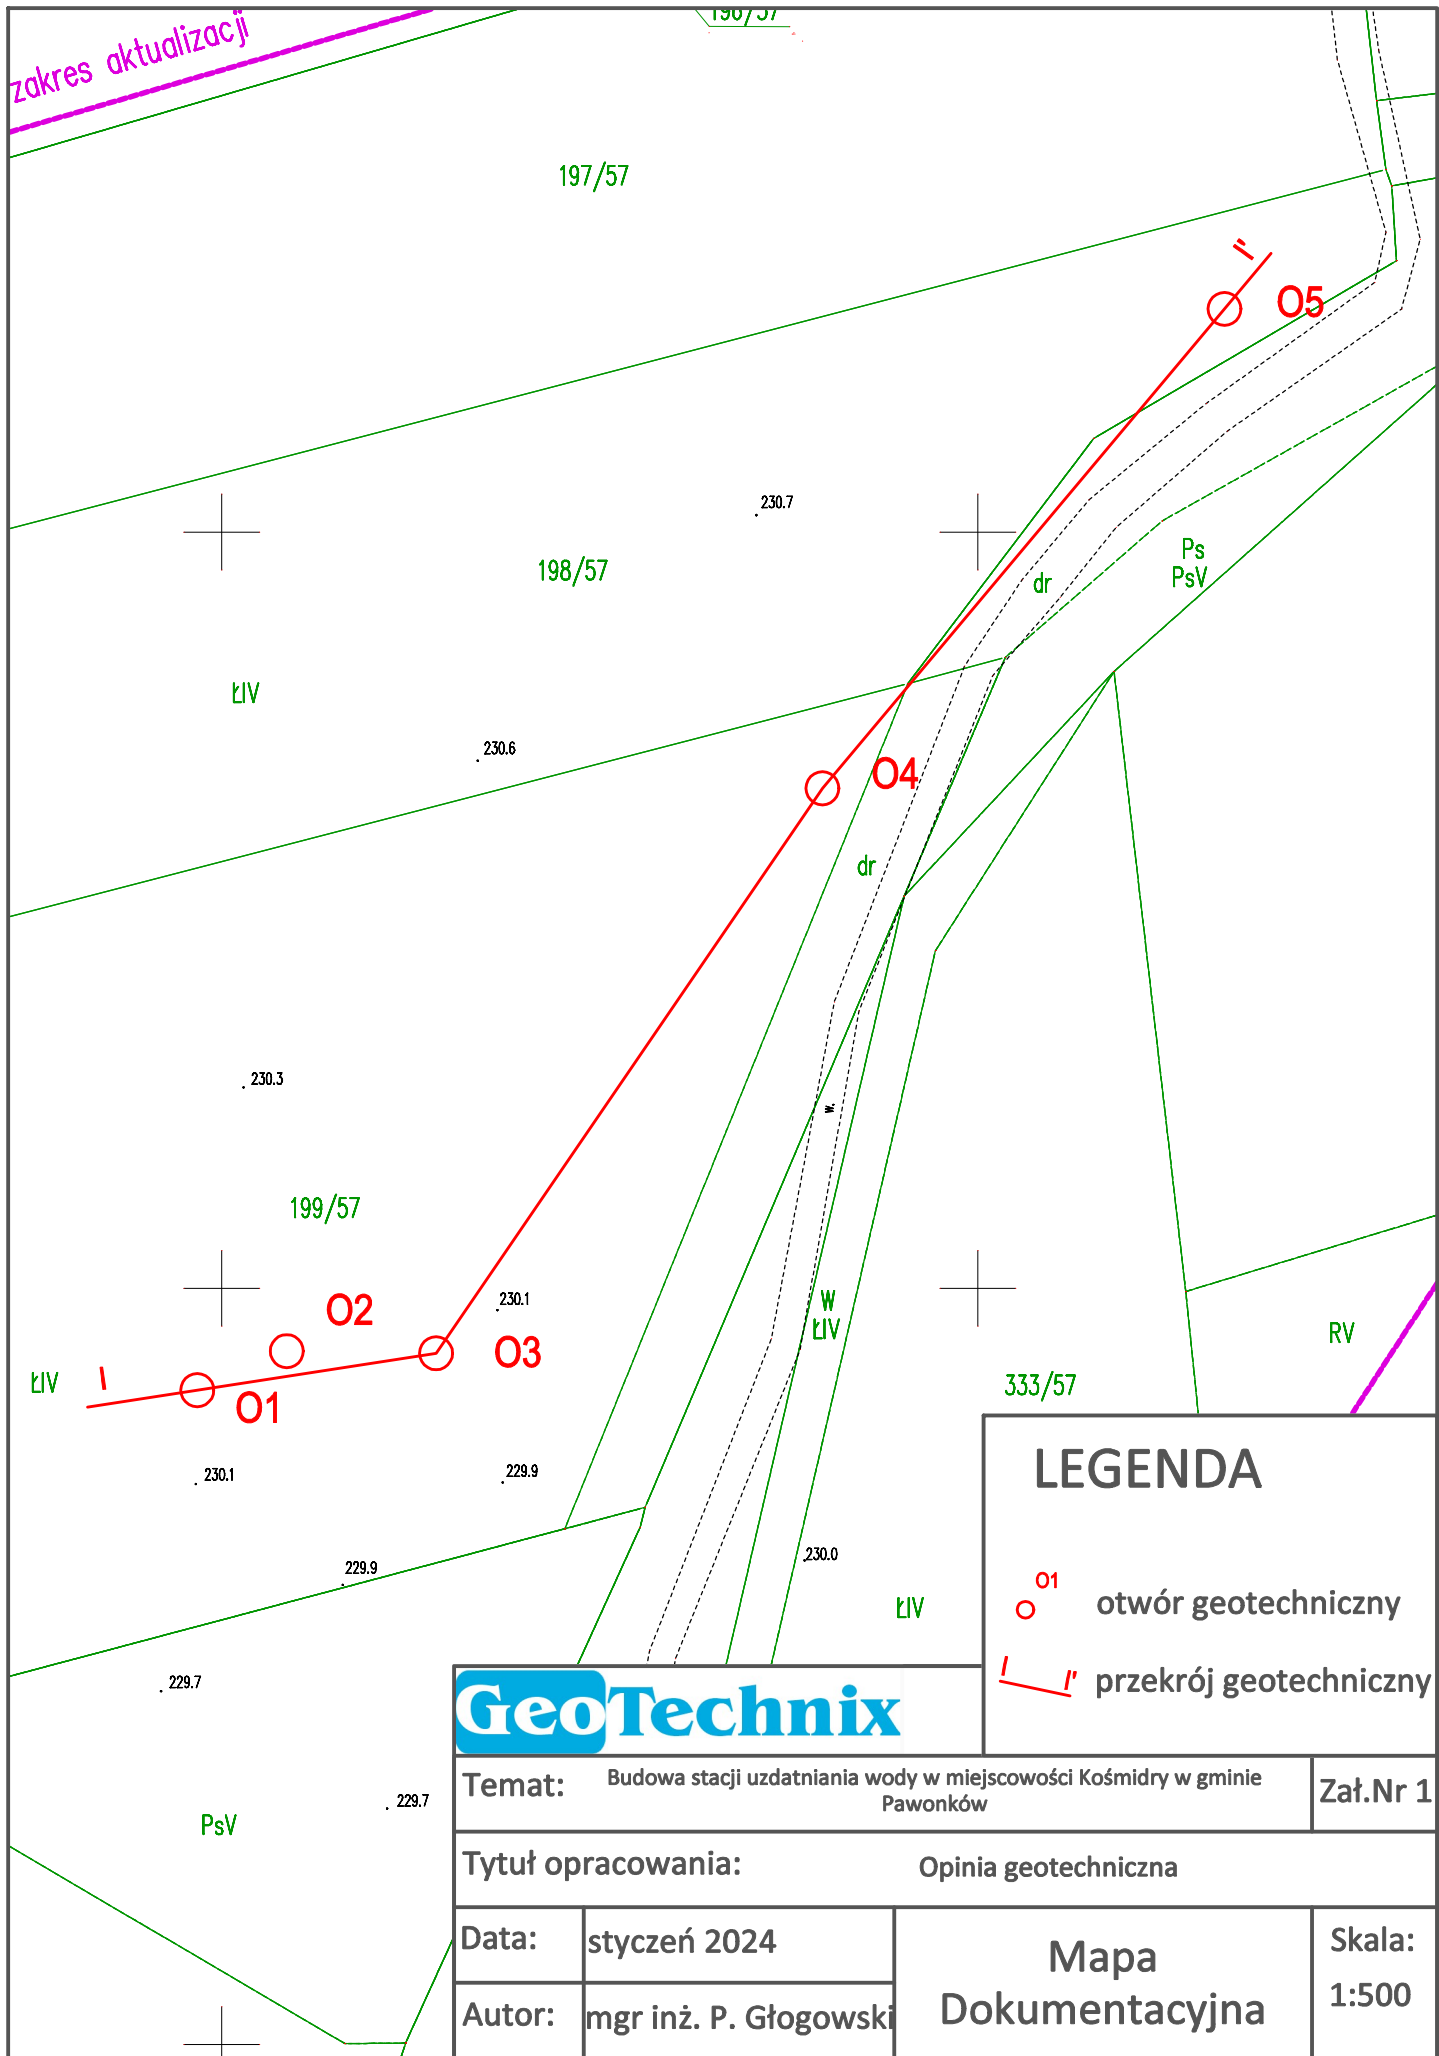 zakres aktualizacji
196/57
197/57
I'
O5
230.7
198/57
Ps
PsV
dr
ŁIV
230.6
O4
dr
230.3
w.
199/57
230.1
O2
W
ŁIV
RV
O3
ŁIV
I
O1
333/57
230.1
229.9
229.9
230.0
ŁIV
229.7
229.7
PsV
LEGENDA
O1
otwór geotechniczny
I I'
przekrój geotechniczny
GeoTechnix
Temat:
Budowa stacji uzdatniania wody w miejscowości Kośmidry w gminie
Pawonków
Zał.Nr 1
Tytuł opracowania:
Opinia geotechniczna
Data:
styczeń 2024
Autor:
mgr inż. P. Głogowski
Mapa
Dokumentacyjna
Skala:
1:500